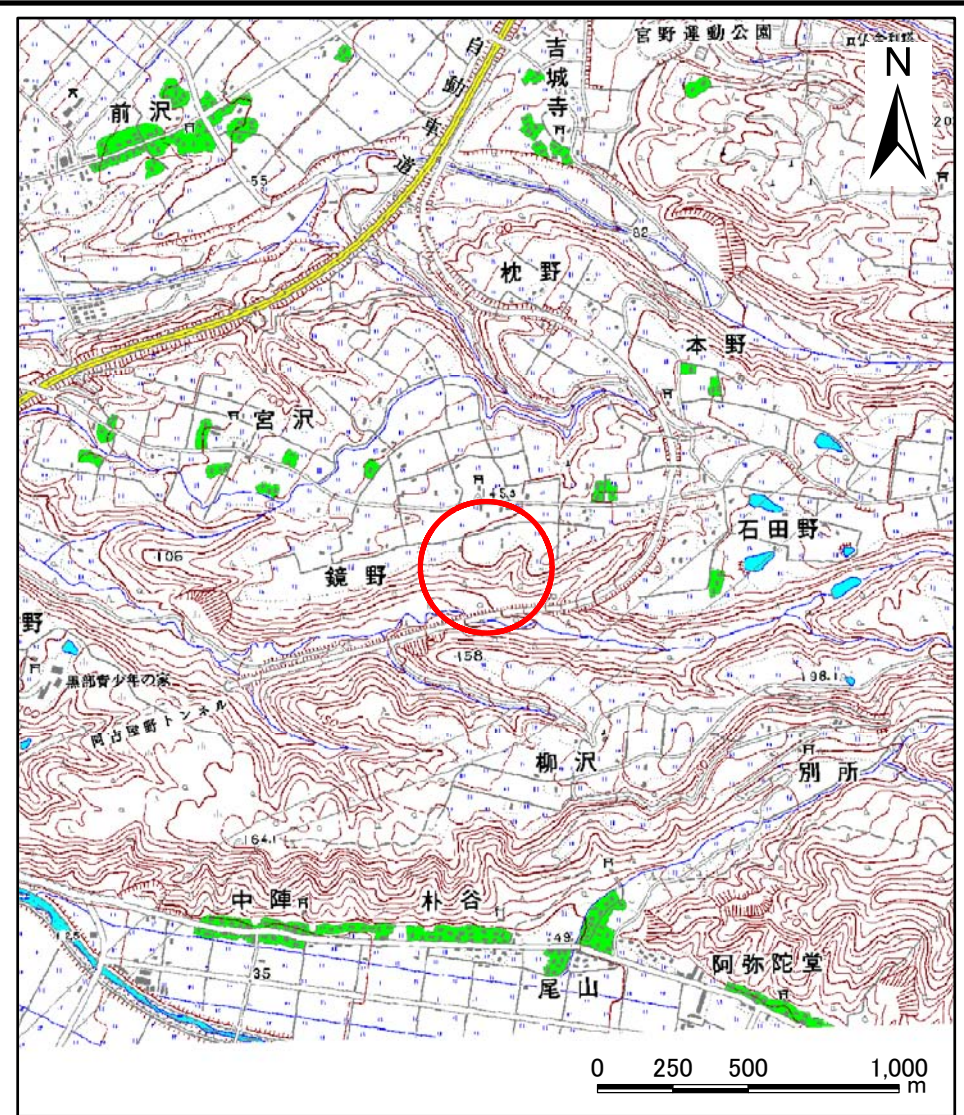 宮野運動公園
吉城寺
自動車道
N
前沢
55
82
枕野
本野
宮沢
石田野
106
鏡野
野
158
198.1
黒部青少年の家
阿古屋野トンネル
柳沢
別所
164.1
中陣
朴谷
49
35
尾山
阿弥陀堂
0 250 500 1,000
m